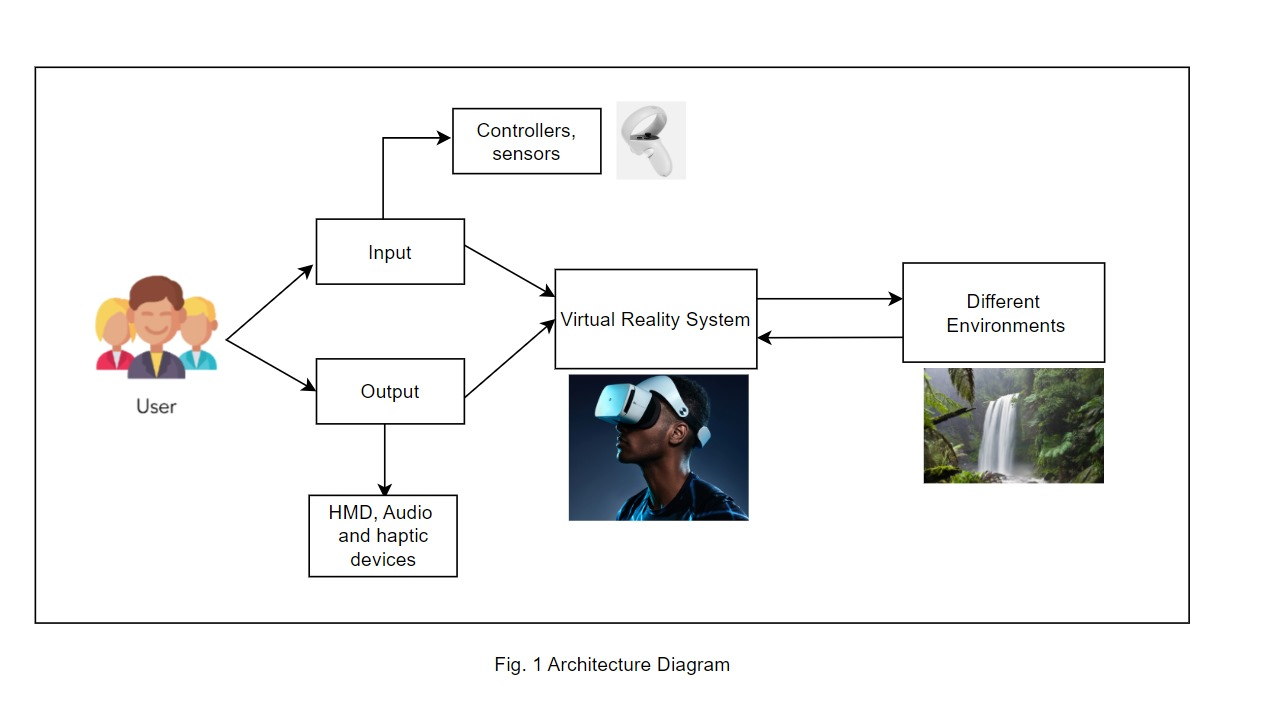 Controllers,
sensors
Input
Virtual Reality System
Different
Environments
User
Output
HMD, Audio
and haptic
devices
Fig. 1 Architecture Diagram